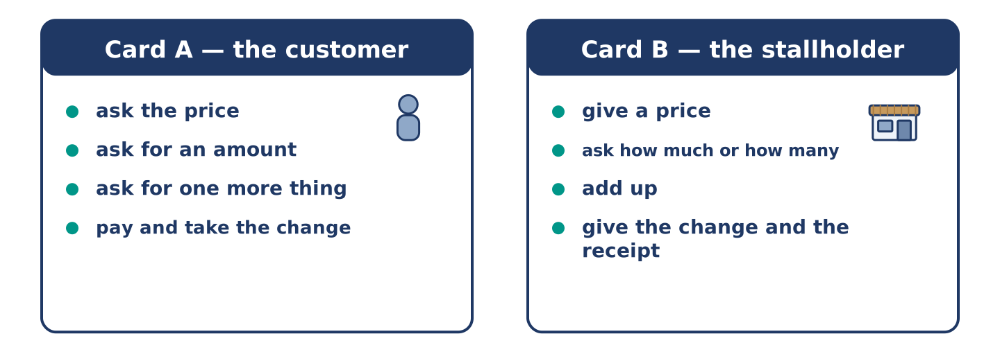 Card A — the customer
ask the price
ask for an amount
ask for one more thing
pay and take the change
Card B — the stallholder
give a price
ask how much or how many
add up
give the change and the
receipt